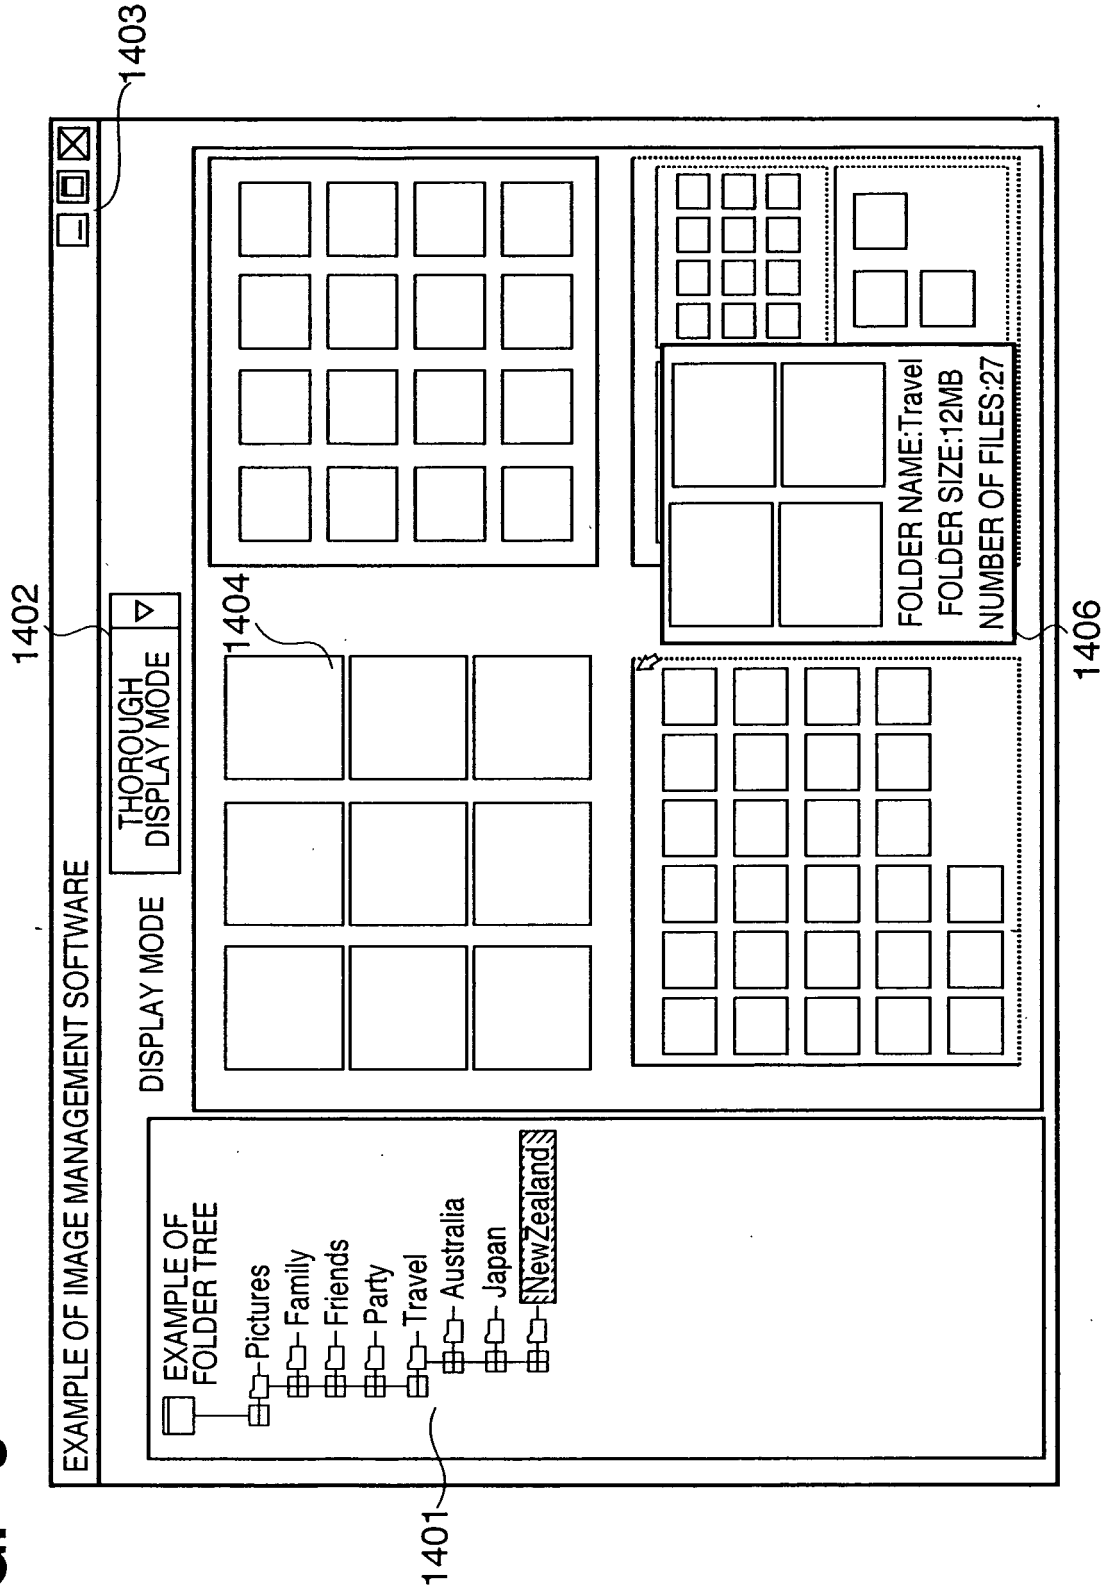 1402
1403
EXAMPLE OF IMAGE MANAGEMENT SOFTWARE
DISPLAY MODE
THOROUGH
DISPLAY MODE
EXAMPLE OF
FOLDER TREE
Pictures
Family
Friends
Party
Travel
Australia
Japan
NewZealand
1401
1404
FOLDER NAME:Travel
FOLDER SIZE:12MB
NUMBER OF FILES:27
1406